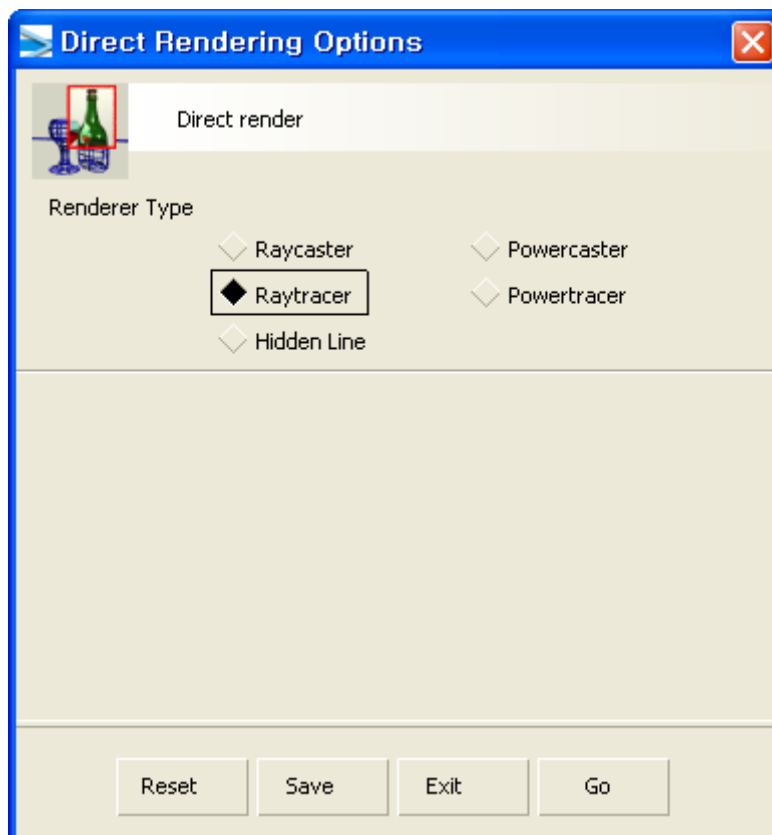 Direct Rendering Options
Direct render
Renderer Type
Raycaster Powercaster
Raytracer Powertracer
Hidden Line
Reset Save Exit Go